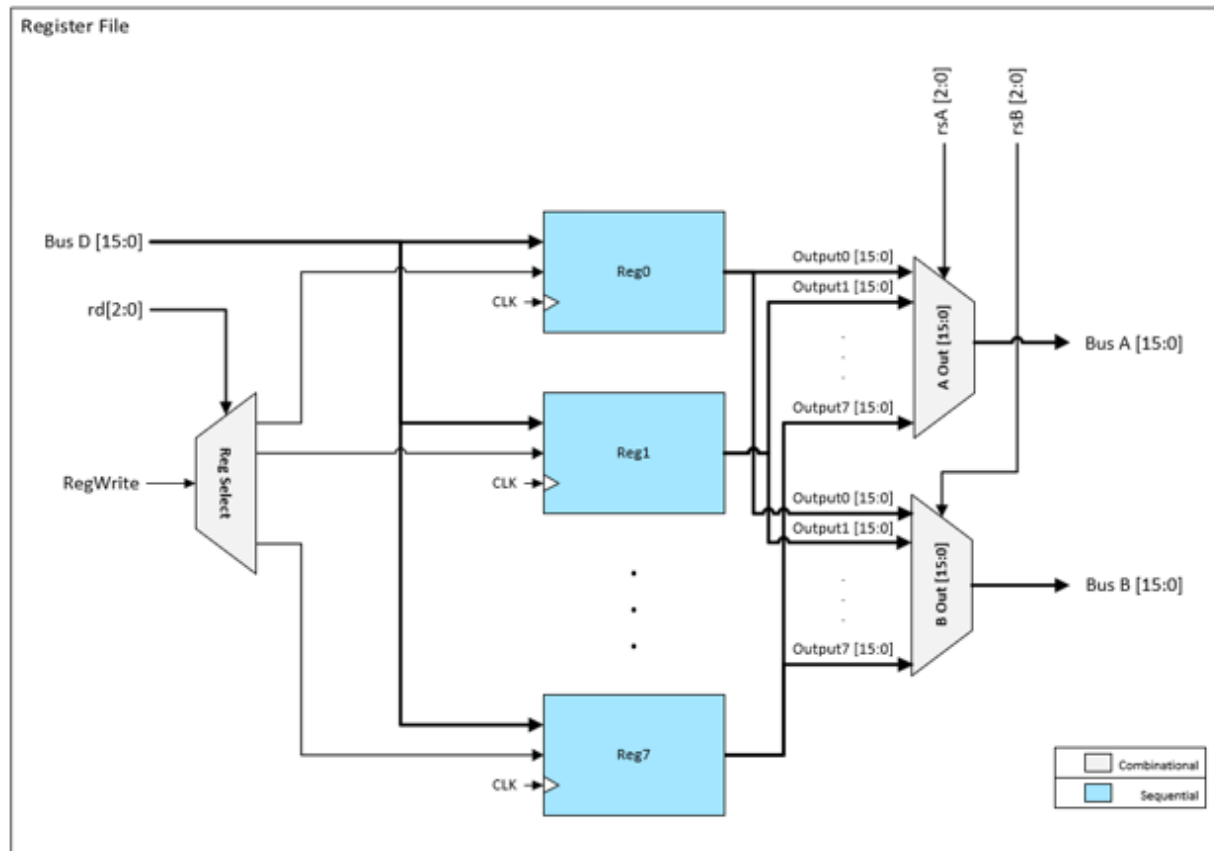 Register File
rsA [2:0]
rsB [2:0]
Bus D [15:0]
rd[2:0]
RegWrite
Reg Select
Reg0
CLK
Reg1
CLK
Reg7
CLK
Output0 [15:0]
Output1 [15:0]
Output7 [15:0]
A Out [15:0]
Bus A [15:0]
Output0 [15:0]
Output1 [15:0]
Output7 [15:0]
B Out [15:0]
Bus B [15:0]
Combinational
Sequential